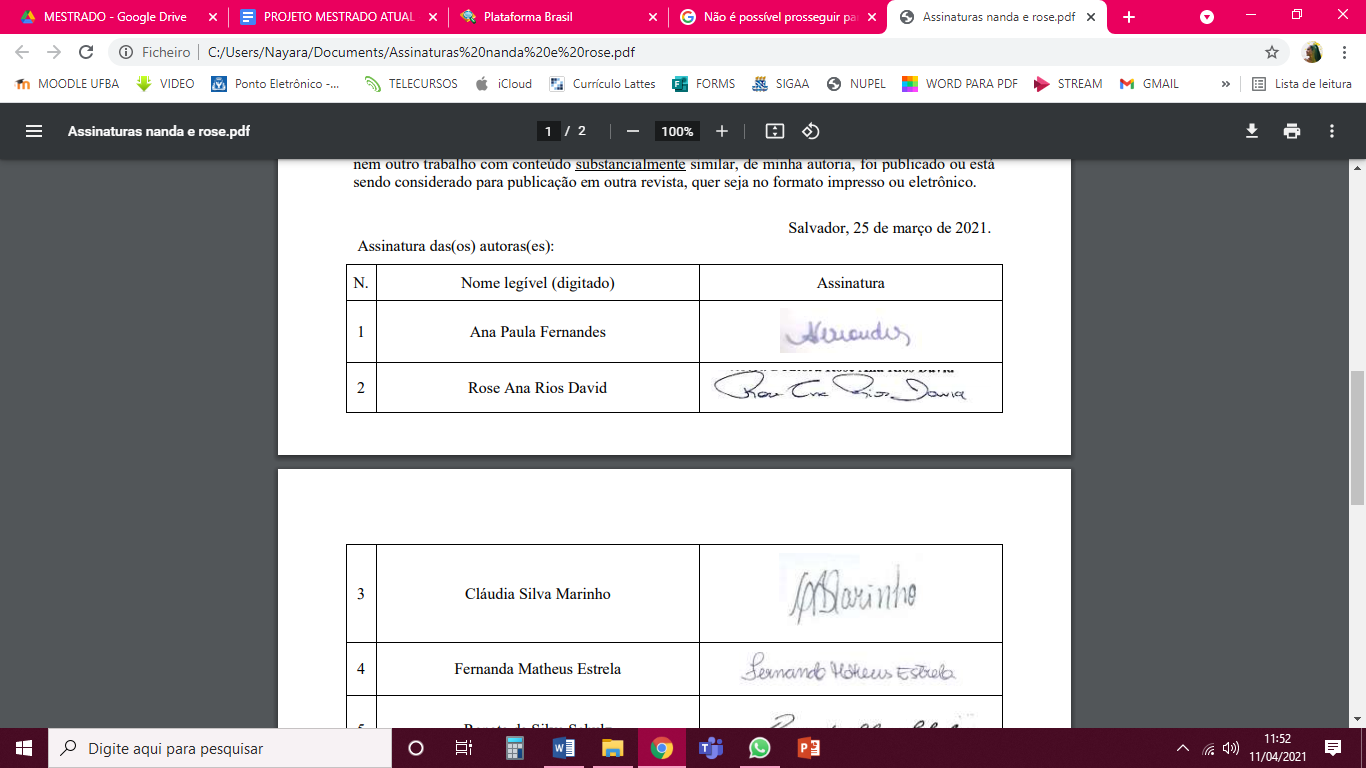 MESTRADO - Google Drive
PROJETO MESTRADO ATUAL
Plataforma Brasil
Não é possível prosseguir pa
Assinaturas nanda e rose.pdf
Ficheiro
C:/Users/Nayara/Documents/Assinaturas%20nanda%20e%20rose.pdf
MOODLE UFBA
VIDEO
Ponto Eletrônico -...
TELECURSOS
iCloud
Currículo Lattes
FORMS
SIGAA
NUPEL
WORD PARA PDF
STREAM
GMAIL
»
Lista de leitura
Assinaturas nanda e rose.pdf
1 / 2
100%
nem outro trabalho com conteúdo substancialmente similar, de minha autoria, foi publicado ou está
sendo considerado para publicação em outra revista, quer seja no formato impresso ou eletrônico.
Salvador, 25 de março de 2021.
Assinatura das(os) autoras(es):
N. Nome legível (digitado) Assinatura
1 Ana Paula Fernandes
2 Rose Ana Rios David Rose Ana Rios David
3 Cláudia Silva Marinho Marinho
4 Fernanda Matheus Estrela Fernanda Matheus Estrela
Digite aqui para pesquisar
11:52
11/04/2021